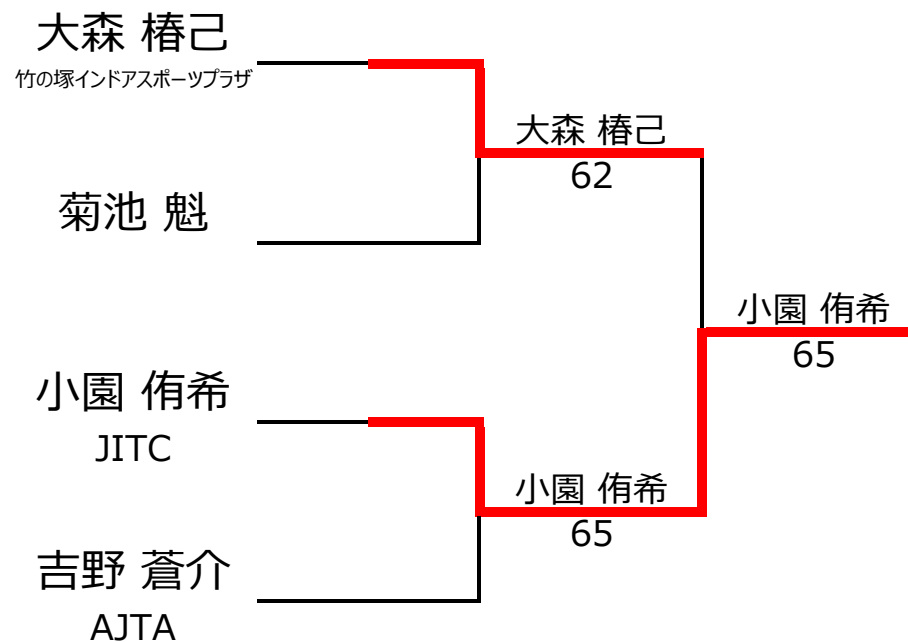 大森 椿己
竹の塚インドアスポーツプラザ
大森 椿己
62
菊池 魁
小園 侑希
65
小園 侑希
JITC
小園 侑希
65
吉野 蒼介
AJTA